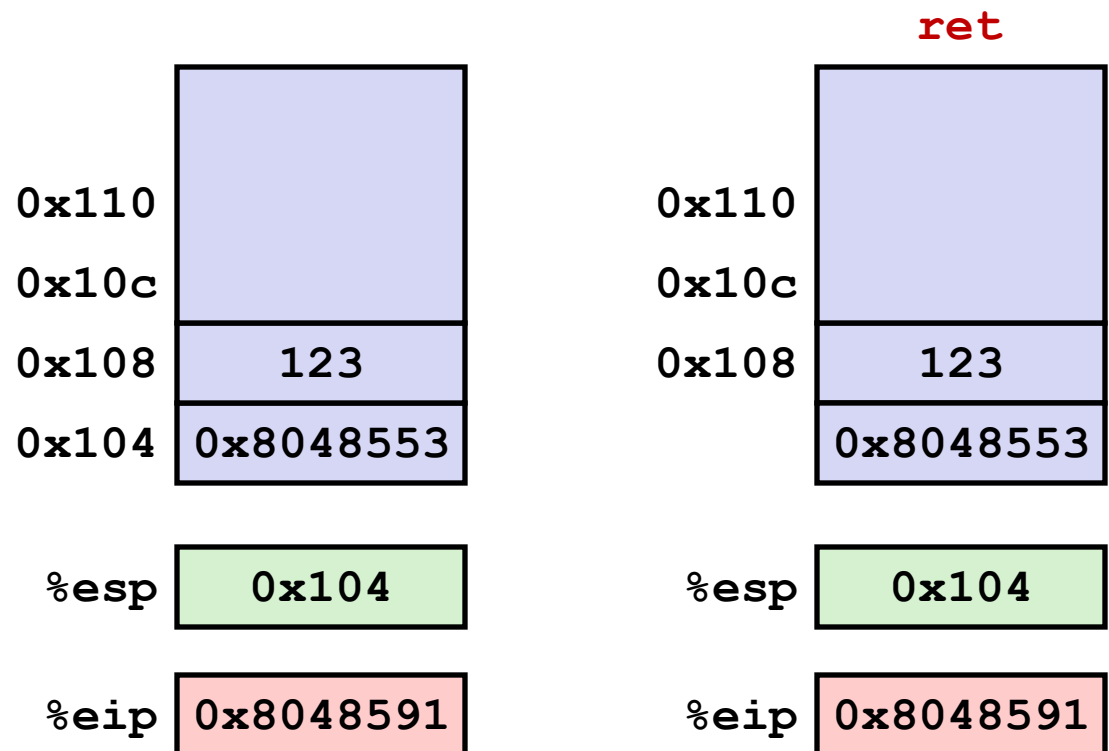 ret
0x110 0x110
0x10c 0x10c
0x108 123 0x108 123
0x104 0x8048553 0x8048553
%esp 0x104 %esp 0x104
%eip 0x8048591 %eip 0x8048591